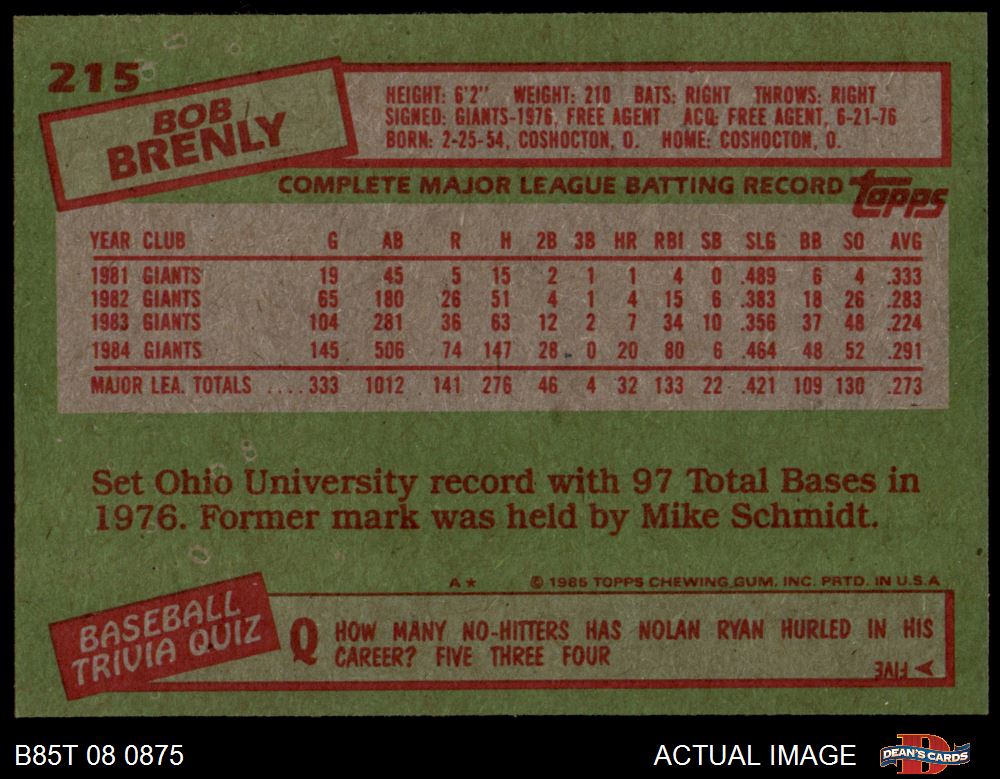 215
BOB
BRENLY
HEIGHT: 6'2" WEIGHT: 210 BATS: RIGHT THROWS: RIGHT
SIGNED: GIANTS-1976, FREE AGENT ACQ: FREE AGENT, 6-21-76
BORN: 2-25-54, COSHOCTON, O. HOME: COSHOCTON, O.
COMPLETE MAJOR LEAGUE BATTING RECORD topps
YEAR CLUB G AB R H 2B 3B HR RBI SB SLG BB SO AVG
1981 GIANTS 19 45 5 15 2 1 1 4 0 .489 6 4 .333
1982 GIANTS 65 180 26 51 4 1 4 15 6 .383 18 26 .283
1983 GIANTS 104 281 36 63 12 2 7 34 10 .356 37 48 .224
1984 GIANTS 145 506 74 147 28 0 20 80 6 .464 48 52 .291
MAJOR LEA. TOTALS ....333 1012 141 276 46 4 32 133 22 .421 109 130 .273
Set Ohio University record with 97 Total Bases in
1976. Former mark was held by Mike Schmidt.
A★ © 1985 TOPPS CHEWING GUM, INC. PRTD. IN U.S.A
BASEBALL
TRIVIA QUIZ
Q HOW MANY NO-HITTERS HAS NOLAN RYAN HURLED IN HIS
CAREER? FIVE THREE FOUR
A FIVE
B85T 08 0875
ACTUAL IMAGE
DEAN'S CARDS